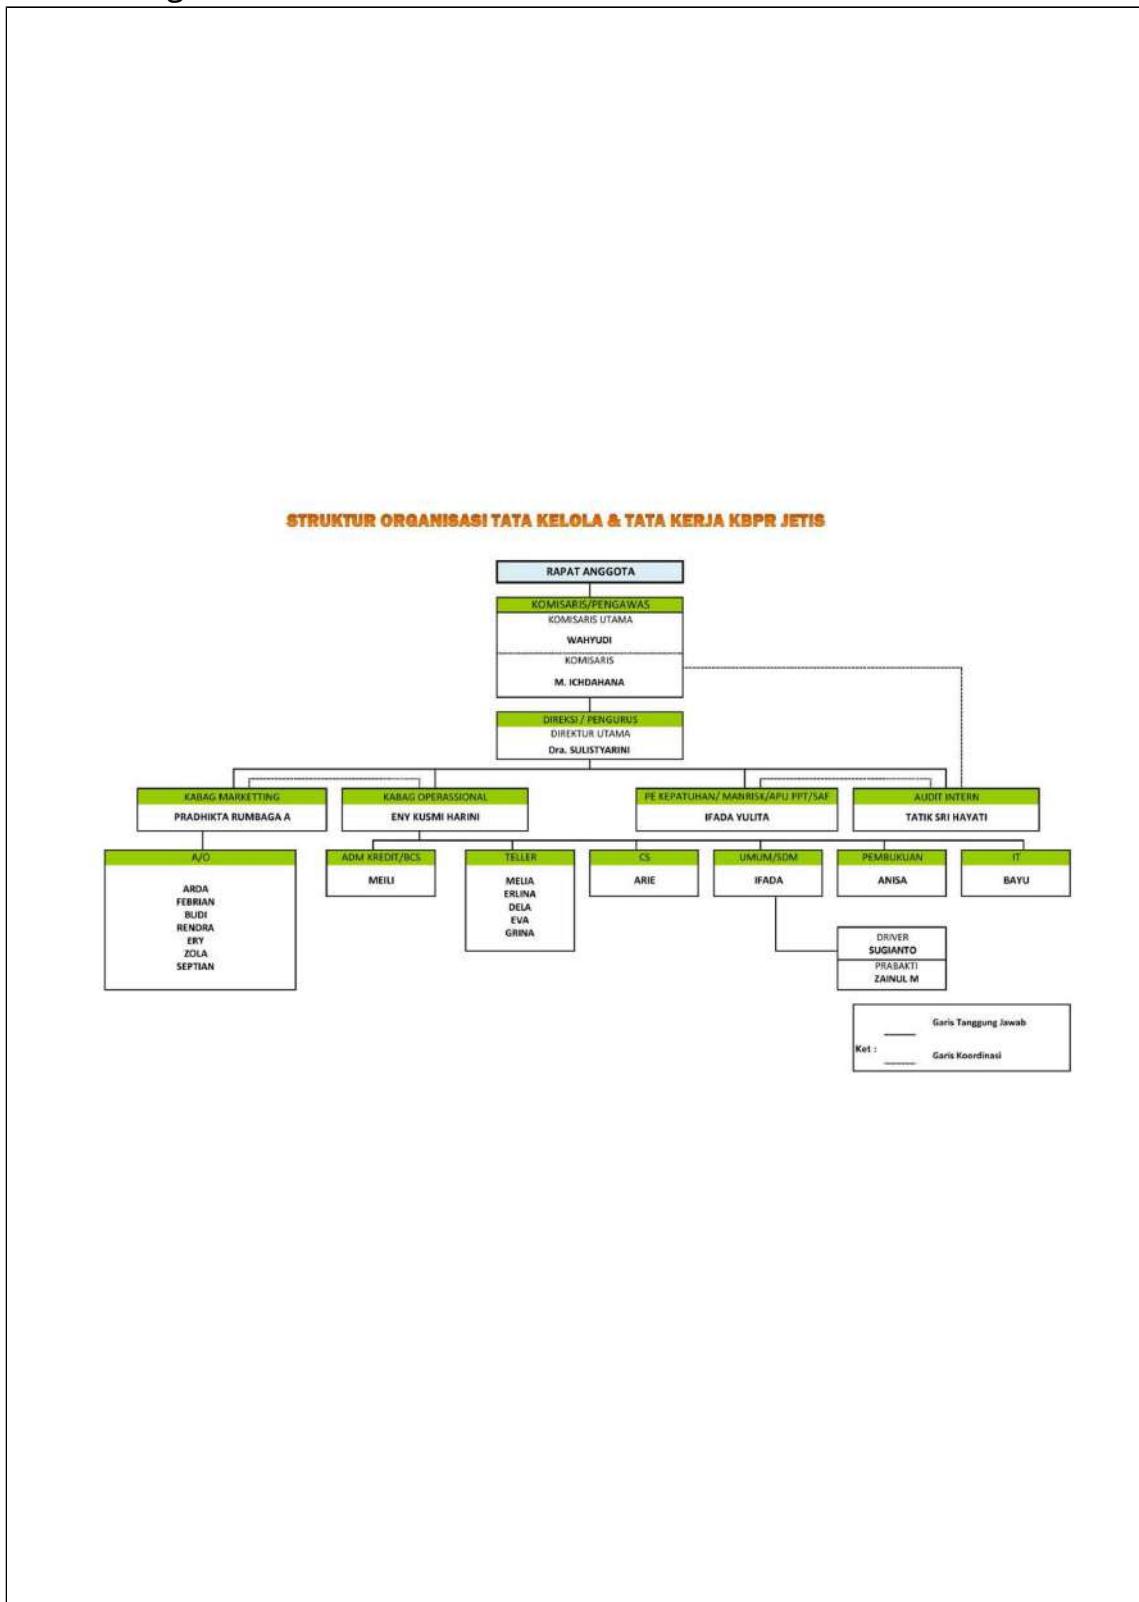 STRUKTUR ORGANISASI TATA KELOLA & TATA KERJA KBPR JETIS
RAPAT ANGGOTA
KOMISARIS/PENGAWAS
KOMISARIS UTAMA
WAHYUDI
KOMISARIS
M. ICHDAHANA
DIREKSI / PENGURUS
DIREKTUR UTAMA
Dra. SULISTYARINI
KABAG MARKETTING
PRADHIKTA RUMBAGA A
KABAG OPERASSIONAL
ENY KUSMI HARINI
PE KEPATUHAN/ MANRISK/APU PPT/SAF
IFADA YULITA
AUDIT INTERN
TATIK SRI HAYATI
A/O
ARDA
FEBRIAN
BUDI
RENDRA
ERY
ZOLA
SEPTIAN
ADM KREDIT/BCS
MEILI
TELLER
MELIA
ERLINA
DELA
EVA
GRINA
CS
ARIE
UMUM/SDM
IFADA
PEMBUKUAN
ANISA
IT
BAYU
DRIVER
SUGIANTO
PRABAKTI
ZAINUL M
Garis Tanggung Jawab
Ket :
Garis Koordinasi